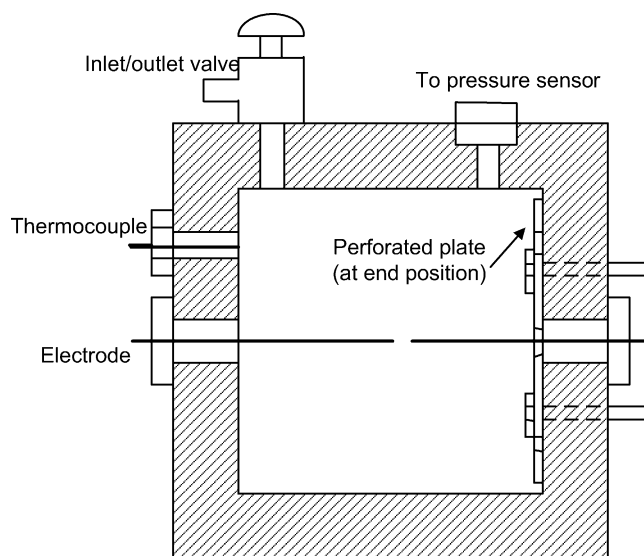 Inlet/outlet valve
To pressure sensor
Thermocouple
Perforated plate
(at end position)
Electrode